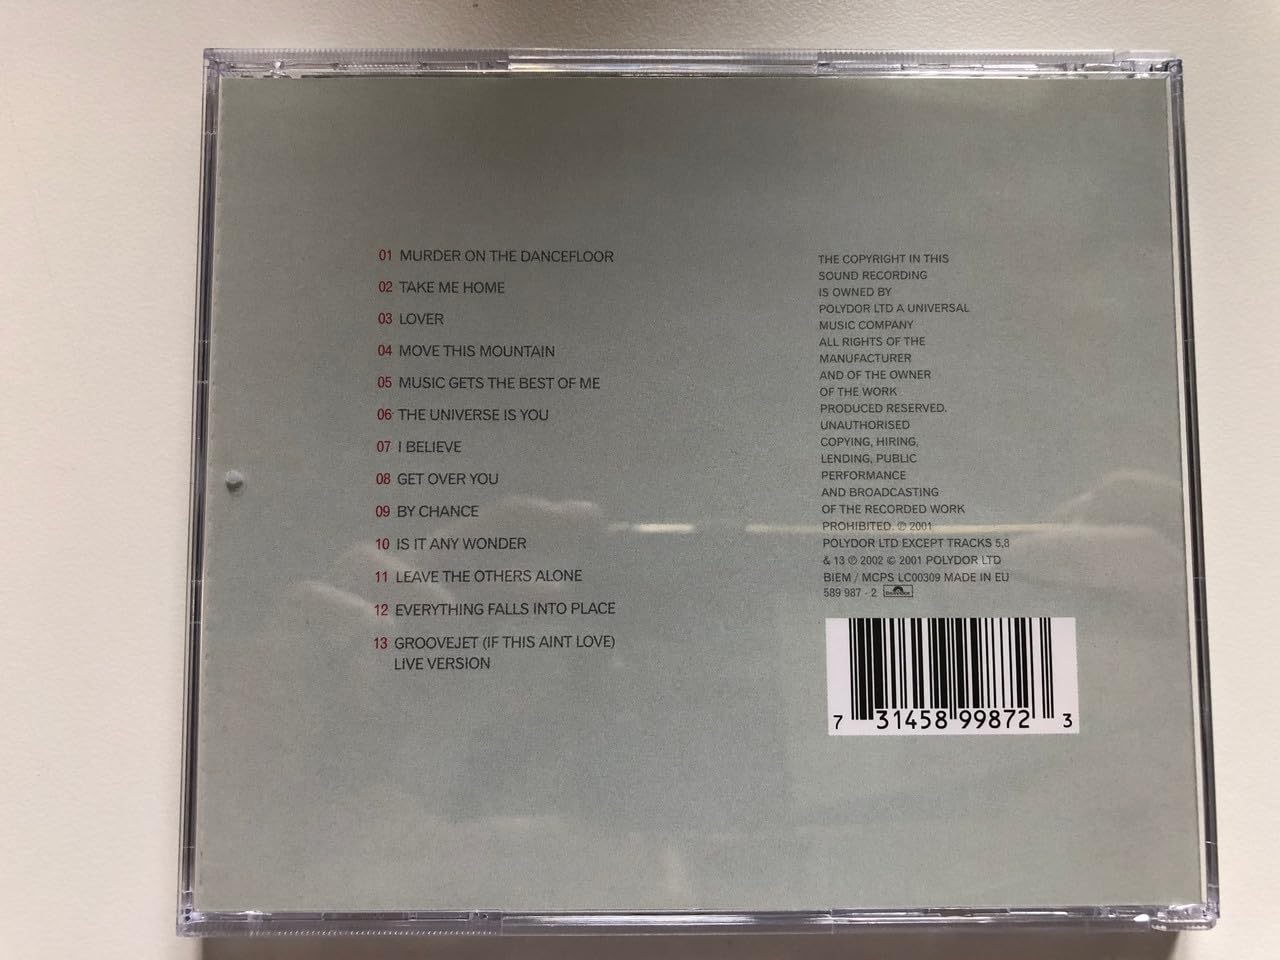 01 MURDER ON THE DANCEFLOOR
02 TAKE ME HOME
03 LOVER
04 MOVE THIS MOUNTAIN
05 MUSIC GETS THE BEST OF ME
06 THE UNIVERSE IS YOU
07 I BELIEVE
08 GET OVER YOU
09 BY CHANCE
10 IS IT ANY WONDER
11 LEAVE THE OTHERS ALONE
12 EVERYTHING FALLS INTO PLACE
13 GROOVEJET (IF THIS AINT LOVE)
LIVE VERSION
THE COPYRIGHT IN THIS
SOUND RECORDING
IS OWNED BY
POLYDOR LTD A UNIVERSAL
MUSIC COMPANY
ALL RIGHTS OF THE
MANUFACTURER
AND OF THE OWNER
OF THE WORK
PRODUCED RESERVED.
UNAUTHORISED
COPYING, HIRING,
LENDING, PUBLIC
PERFORMANCE
AND BROADCASTING
OF THE RECORDED WORK
PROHIBITED. ℗ 2001
POLYDOR LTD EXCEPT TRACKS 5,8
& 13 ℗ 2002 © 2001 POLYDOR LTD
BIEM / MCPS LC00309 MADE IN EU
589 987 - 2 Polydor
7 31458 99872 3